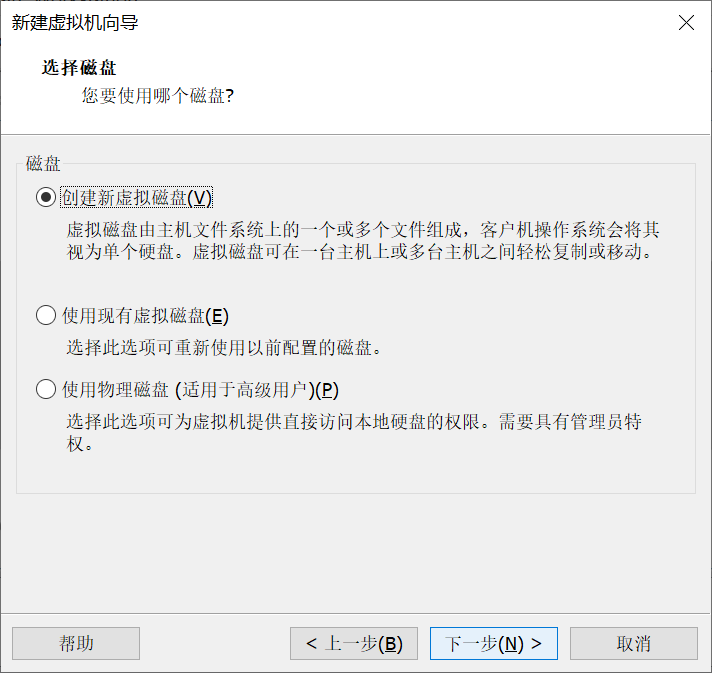 新建虚拟机向导
选择磁盘
您要使用哪个磁盘?
磁盘
创建新虚拟磁盘(V)
虚拟磁盘由主机文件系统上的一个或多个文件组成，客户机操作系统会将其
视为单个硬盘。虚拟磁盘可在一台主机上或多台主机之间轻松复制或移动。
使用现有虚拟磁盘(E)
选择此选项可重新使用以前配置的磁盘。
使用物理磁盘 (适用于高级用户)(P)
选择此选项可为虚拟机提供直接访问本地硬盘的权限。需要具有管理员特
权。
帮助
< 上一步(B)
下一步(N) >
取消